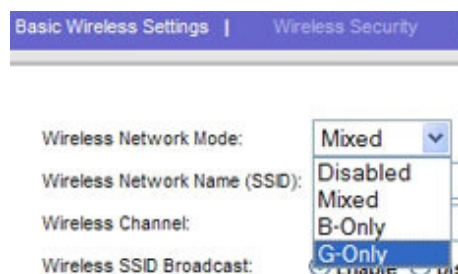 Basic Wireless Settings | Wireless Security
Wireless Network Mode: Mixed
Disabled
Wireless Network Name (SSID):
Mixed
Wireless Channel: B-Only
G-Only
Wireless SSID Broadcast: Enable